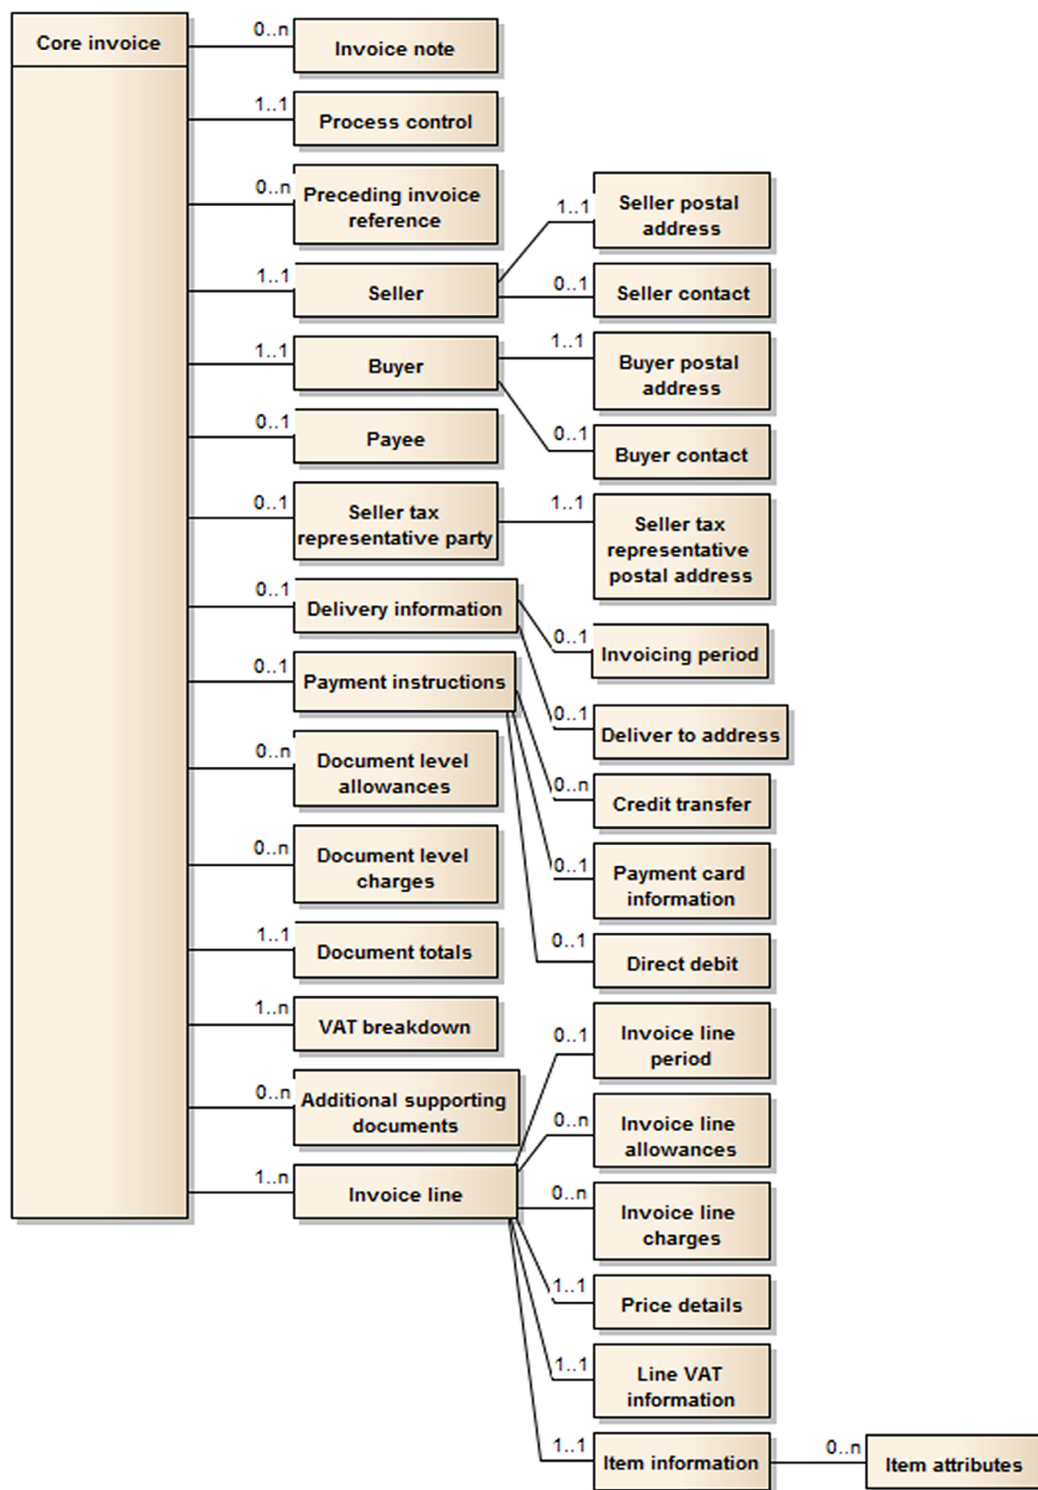 Core invoice
0..n
Invoice note
1..1
Process control
0..n
Preceding invoice
reference
1..1
Seller
1..1
Seller postal
address
0..1
Seller contact
1..1
Buyer
1..1
Buyer postal
address
0..1
Buyer contact
0..1
Payee
0..1
Seller tax
representative party
1..1
Seller tax
representative
postal address
0..1
Delivery information
0..1
Invoicing period
0..1
Deliver to address
0..1
Payment instructions
0..n
Credit transfer
0..1
Payment card
information
0..1
Direct debit
0..n
Document level
allowances
0..n
Document level
charges
1..1
Document totals
1..n
VAT breakdown
0..n
Additional supporting
documents
1..n
Invoice line
0..1
Invoice line
period
0..n
Invoice line
allowances
0..n
Invoice line
charges
1..1
Price details
1..1
Line VAT
information
1..1
Item information
0..n
Item attributes